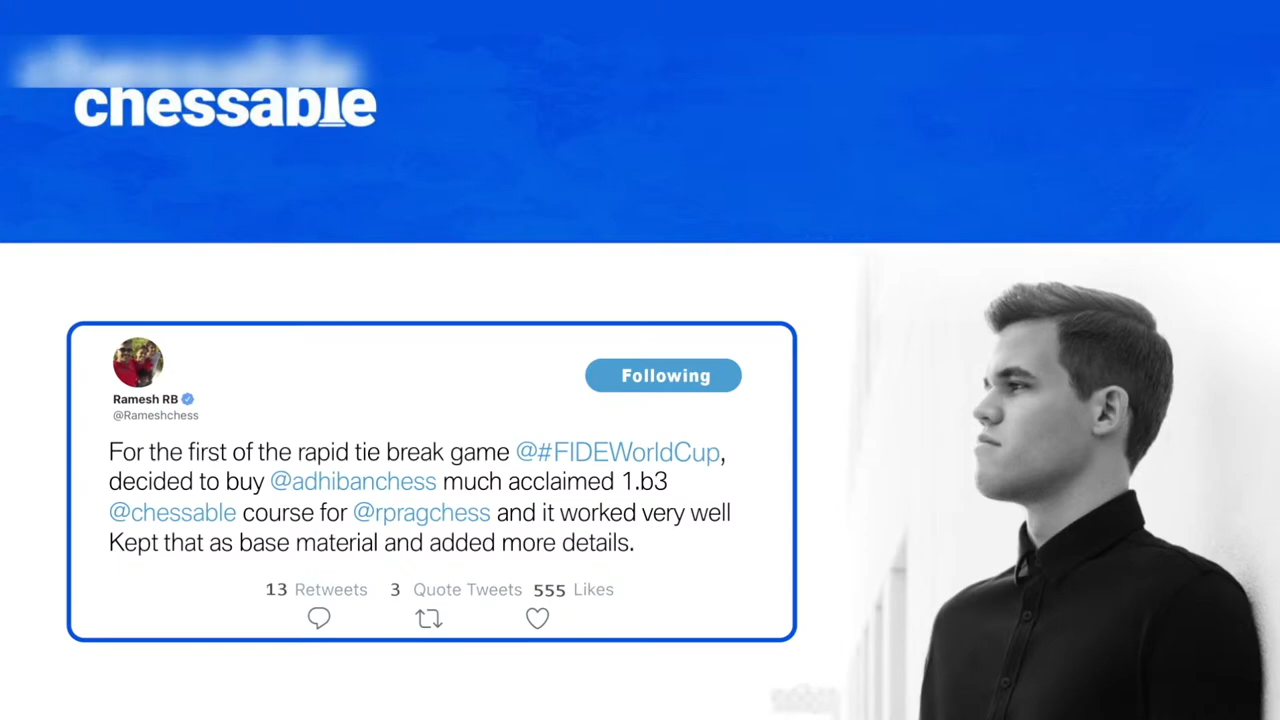 chessable
Following
Ramesh RB
@Rameshchess
For the first of the rapid tie break game @#FIDEWorldCup,
decided to buy @adhibanchess much acclaimed 1.b3
@chessable course for @rpragchess and it worked very well
Kept that as base material and added more details.
13 Retweets 3 Quote Tweets 555 Likes